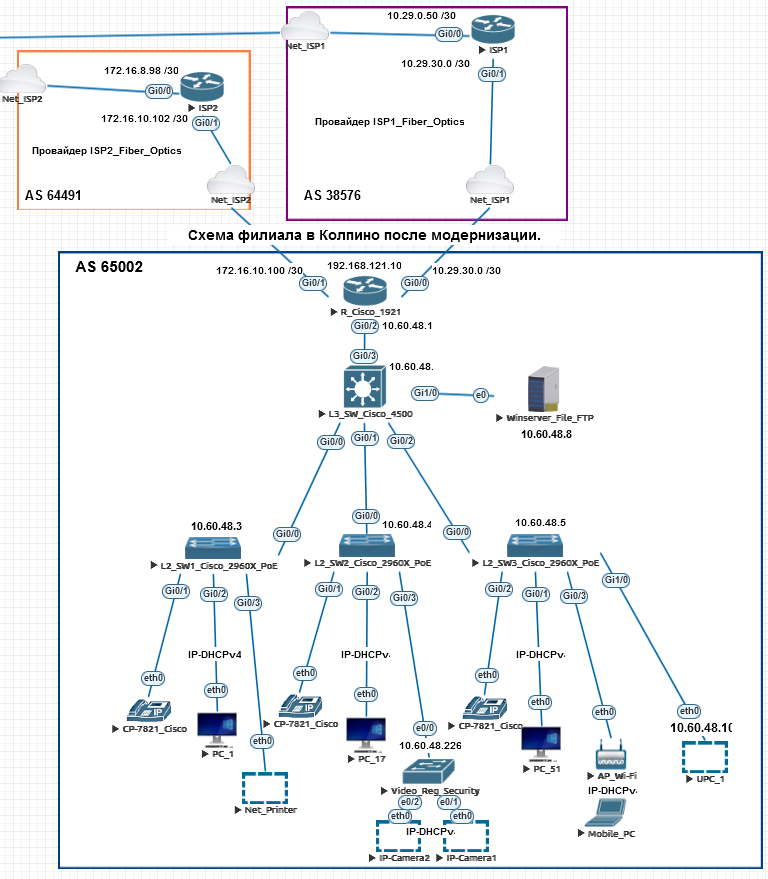 10.29.0.50 /30
Gi0/0
Net_ISP1
ISP1
10.29.30.0 /30
Gi0/1
172.16.8.98 /30
Gi0/0
Net_ISP2
ISP2
172.16.10.102 /30
Gi0/1
Провайдер ISP1_Fiber_Optics
Провайдер ISP2_Fiber_Optics
AS 64491
Net_ISP2
AS 38576
Net_ISP1
Схема филиала в Колпино после модернизации.
AS 65002
172.16.10.100 /30
192.168.121.10
10.29.30.0 /30
Gi0/1
Gi0/0
R_Cisco_1921
Gi0/2
10.60.48.1
Gi0/3
10.60.48.
Gi1/0
e0
L3_SW_Cisco_4500
Winserver_File_FTP
10.60.48.8
Gi0/0
Gi0/1
Gi0/2
10.60.48.3
Gi0/0
10.60.48.4
Gi0/0
10.60.48.5
Gi0/0
L2_SW1_Cisco_2960X_PoE
L2_SW2_Cisco_2960X_PoE
L2_SW3_Cisco_2960X_PoE
Gi0/1
Gi0/2
Gi0/3
Gi0/1
Gi0/2
Gi0/3
Gi0/2
Gi0/1
Gi0/3
Gi1/0
IP-DHCPv4
IP-DHCPv
IP-DHCPv
eth0
eth0
eth0
eth0
eth0
eth0
eth0
eth0
eth0
CP-7821_Cisco
PC_1
CP-7821_Cisco
PC_17
CP-7821_Cisco
PC_51
e0/0
10.60.48.226
10.60.48.10
Net_Printer
Video_Reg_Security
AP_Wi-Fi
UPC_1
IP-DHCPv
e0/2
e0/1
eth0
eth0
IP-DHCPv
Mobile_PC
IP-Camera2
IP-Camera1